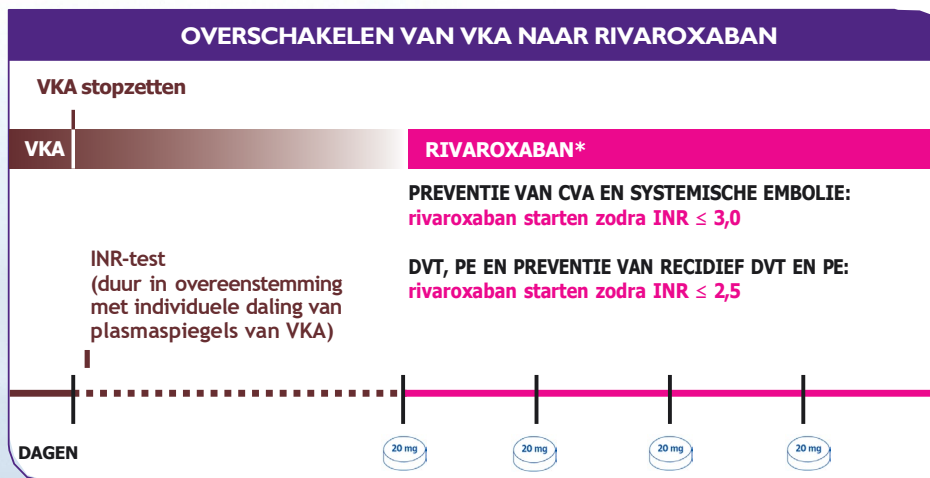 OVERSCHAKELEN VAN VKA NAAR RIVAROXABAN
VKA stopzetten
VKA
RIVAROXABAN*
PREVENTIE VAN CVA EN SYSTEMISCHE EMBOLIE:
rivaroxaban starten zodra INR ≤ 3,0
INR-test
(duur in overeenstemming
met individuele daling van
plasmaspiegels van VKA)
DVT, PE EN PREVENTIE VAN RECIDIEF DVT EN PE:
rivaroxaban starten zodra INR ≤ 2,5
DAGEN
20 mg
20 mg
20 mg
20 mg